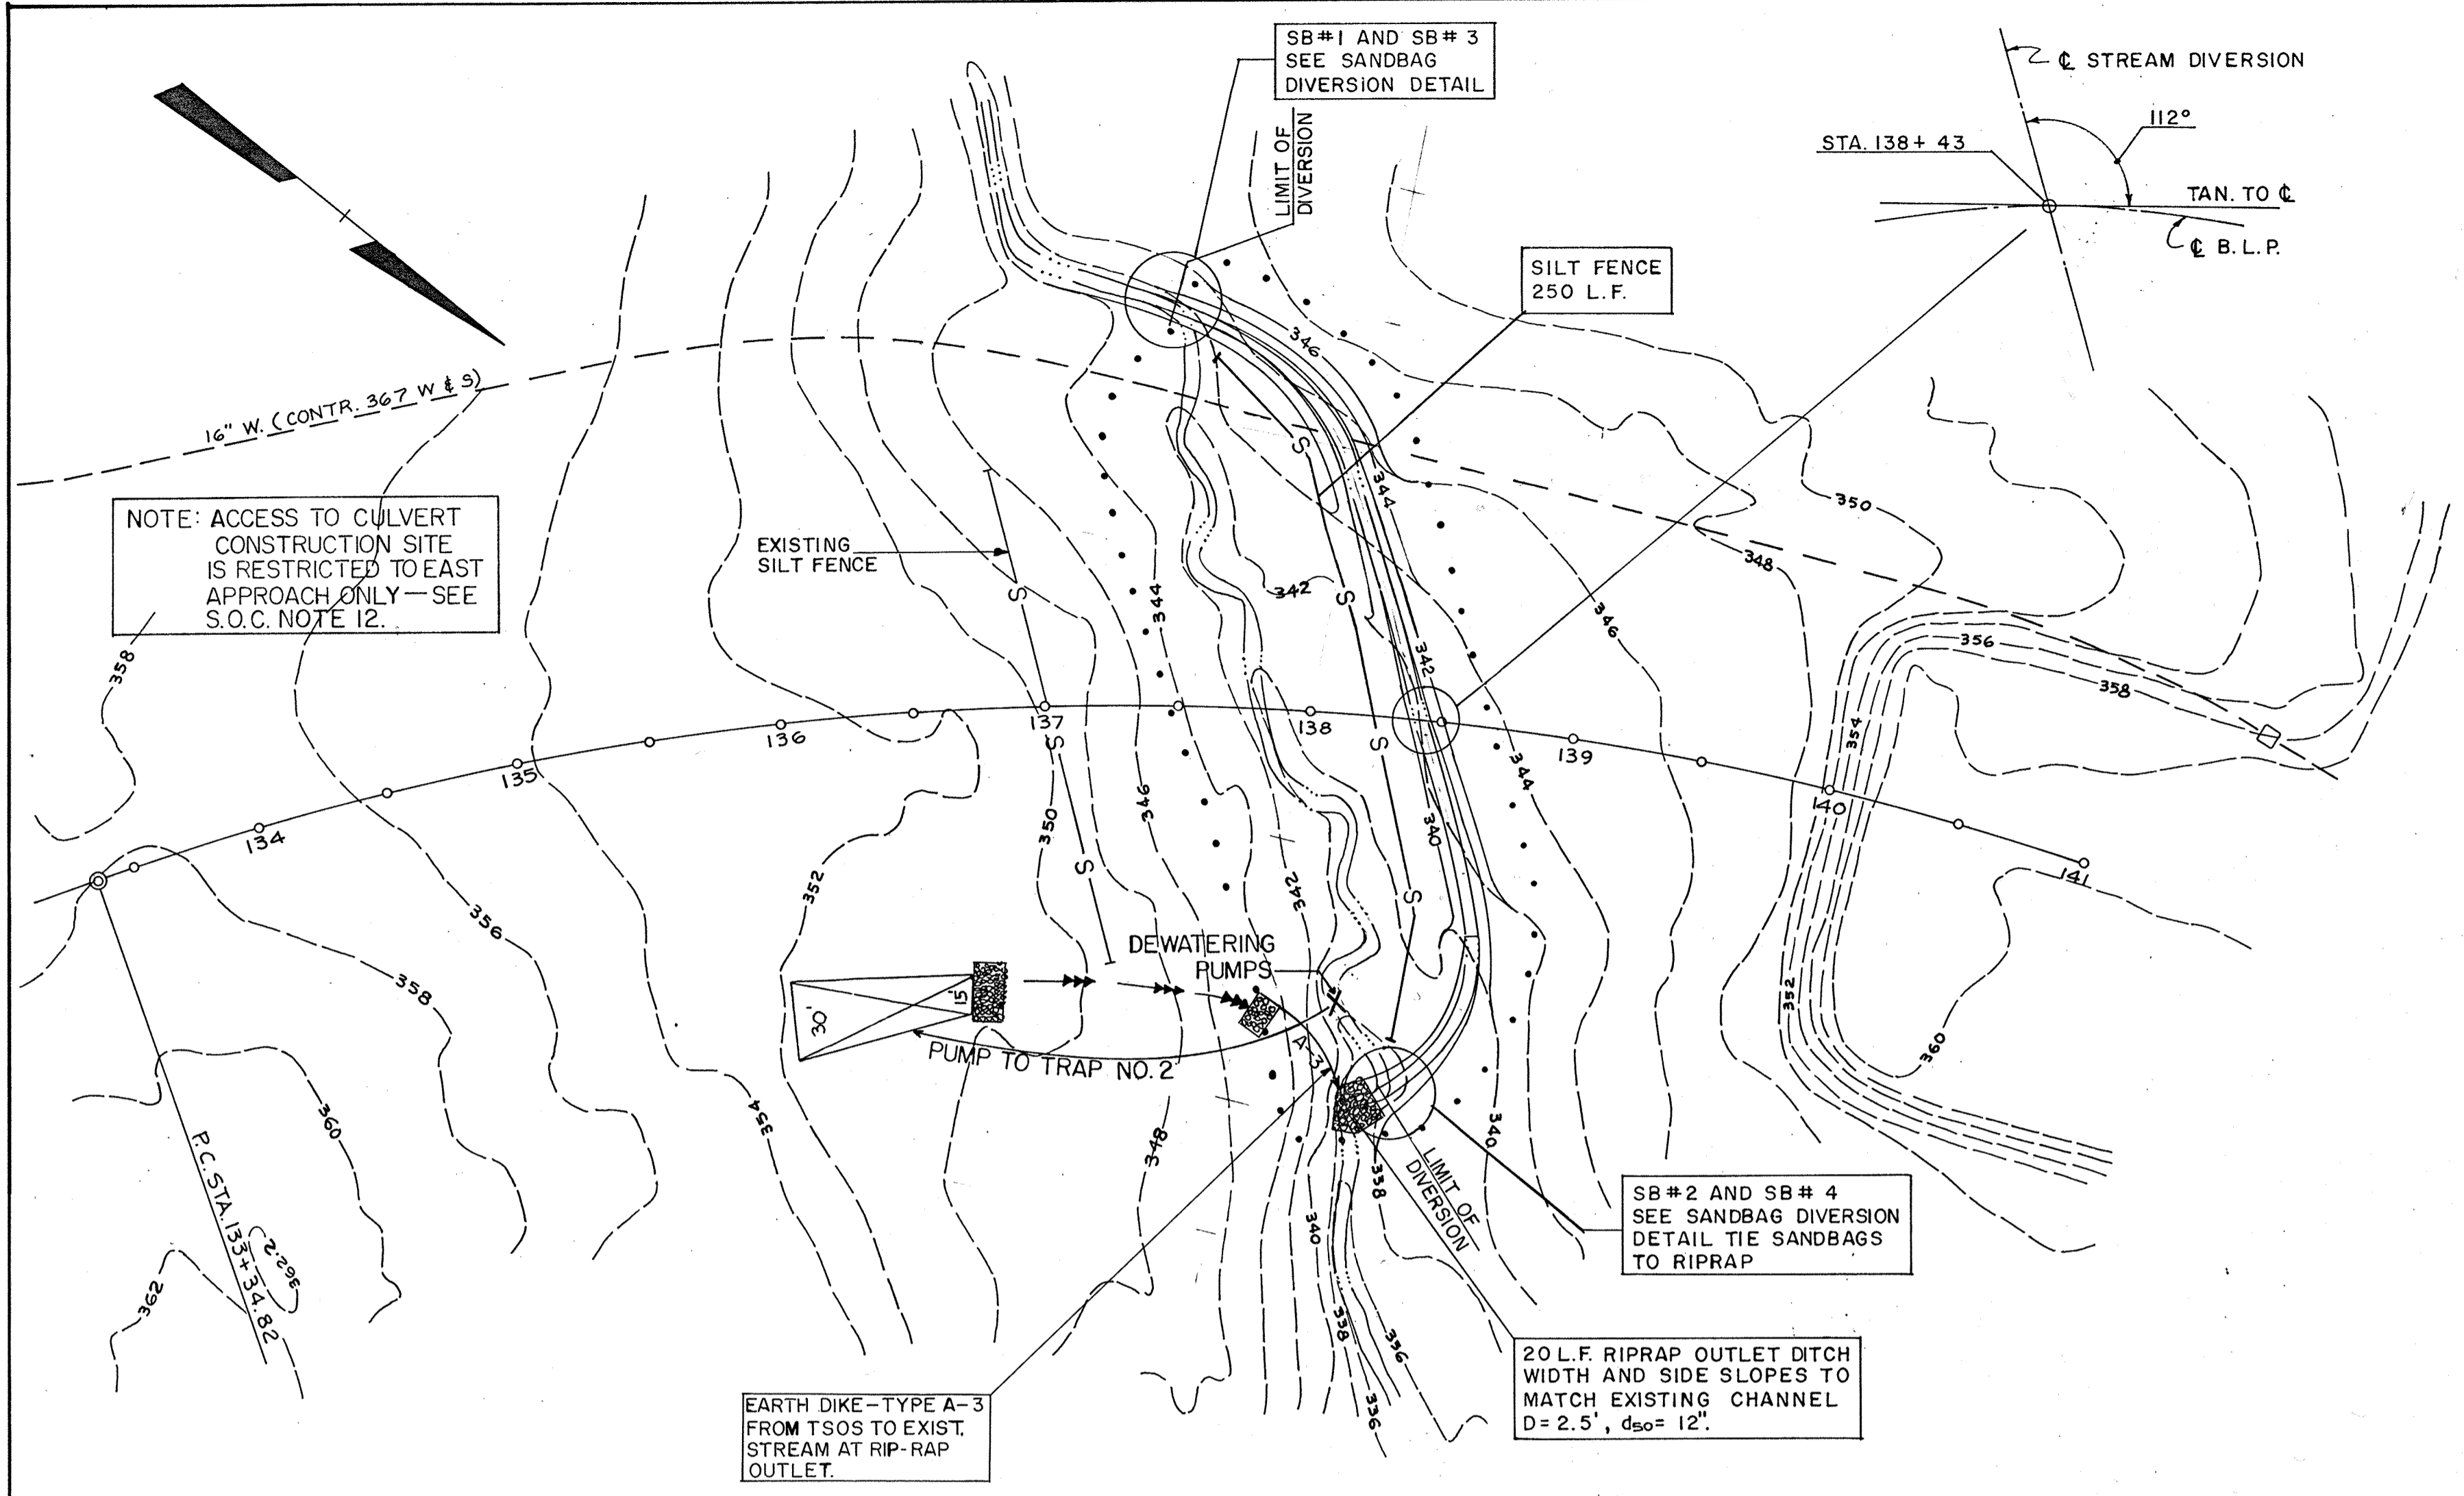 SB#1 AND SB# 3
SEE SANDBAG
DIVERSION DETAIL
LIMIT OF
DIVERSION
℄ STREAM DIVERSION
112°
STA. 138+ 43
TAN. TO ℄
℄ B.L.P.
SILT FENCE
250 L.F.
346
16" W. (CONTR. 367 W & S)
S
344
350
NOTE: ACCESS TO CULVERT
CONSTRUCTION SITE
IS RESTRICTED TO EAST
APPROACH ONLY — SEE
S.O.C. NOTE 12.
EXISTING
SILT FENCE
348
S
344
342
S
346
358
342
356
358
137
136
138
139
135
S
S
344
354
134
350
346
340
140
141
352
S
342
S
356
358
DEWATERING
PUMPS
30'
15'
352
360
PUMP TO TRAP NO. 2
A-3
354
360
348
340
338
LIMIT OF
DIVERSION
P.C. STA. 133+34.82
362.2
362
340
SB#2 AND SB# 4
SEE SANDBAG DIVERSION
DETAIL TIE SANDBAGS
TO RIPRAP
338
336
336
20 L.F. RIPRAP OUTLET DITCH
WIDTH AND SIDE SLOPES TO
MATCH EXISTING CHANNEL
D= 2.5', d50= 12".
EARTH DIKE-TYPE A-3
FROM TSOS TO EXIST.
STREAM AT RIP-RAP
OUTLET.